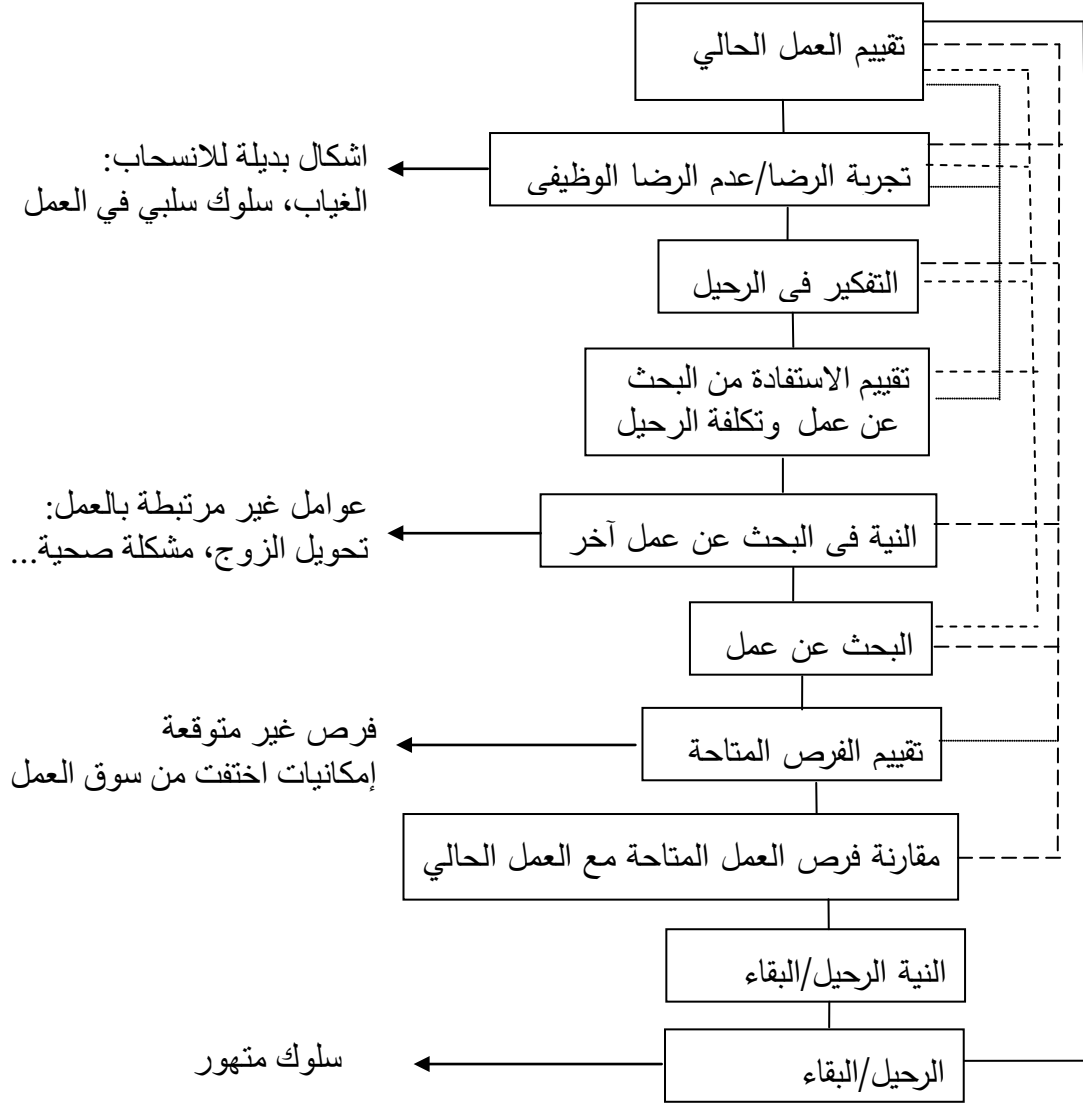 تقييم العمل الحالي
اشكال بديلة للانسحاب:
الغياب، سلوك سلبي في العمل
تجربة الرضا/عدم الرضا الوظيفى
التفكير فى الرحيل
تقييم الاستفادة من البحث
عن عمل وتكلفة الرحيل
عوامل غير مرتبطة بالعمل:
تحويل الزوج، مشكلة صحية...
النية فى البحث عن عمل آخر
البحث عن عمل
فرص غير متوقعة
إمكانيات اختفت من سوق العمل
تقييم الفرص المتاحة
مقارنة فرص العمل المتاحة مع العمل الحالي
النية الرحيل/البقاء
سلوك متهور
الرحيل/البقاء